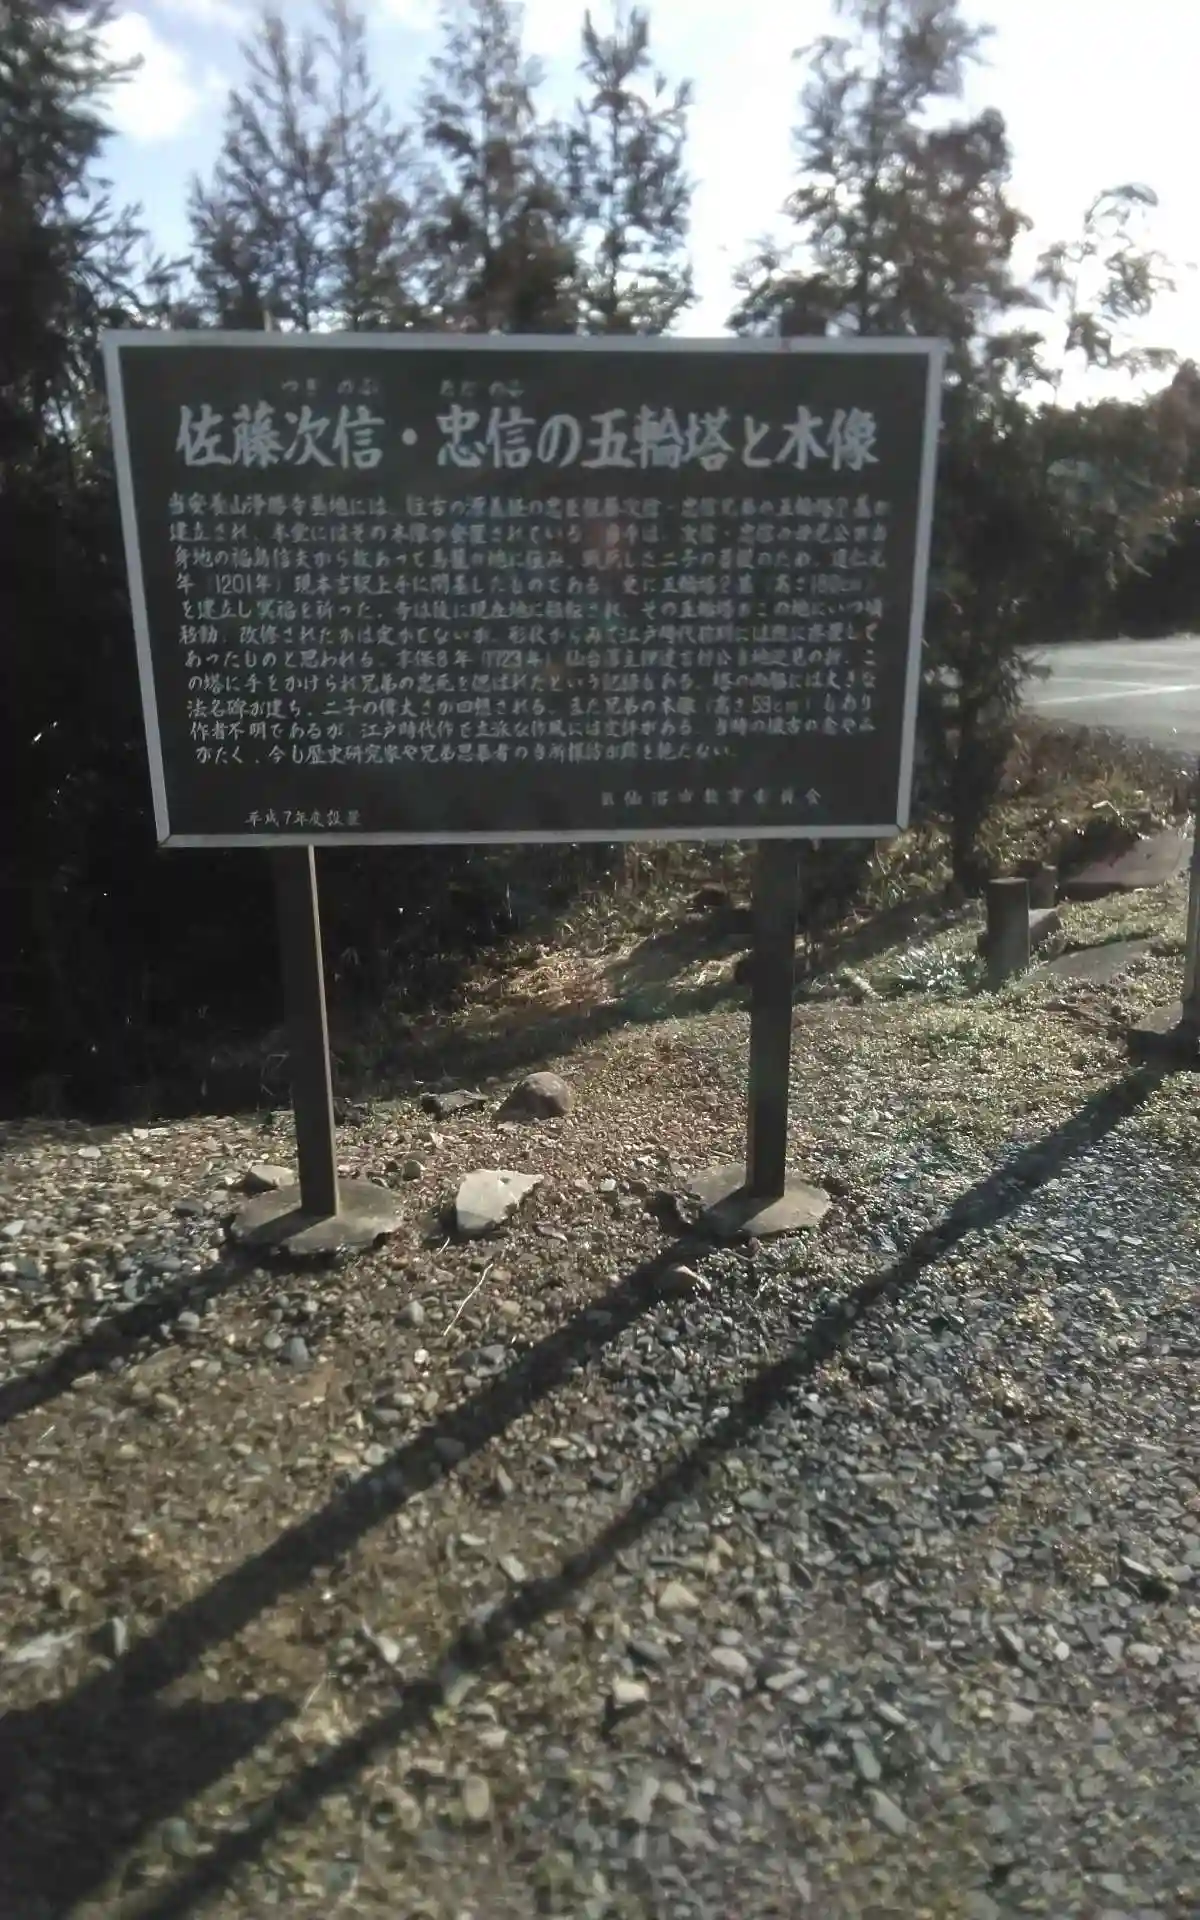 つぎ のぶ ただ のぶ
佐藤次信・忠信の五輪塔と木像
当安養山浄勝寺墓地には、往古の源義経の忠臣佐藤次信・忠信兄弟の五輪塔2基が
建立され、本堂にはその木像が安置されている。当寺は、次信・忠信の
身地の福島信夫から故あって馬籠の地に住み、戦死した二子の菩提のため、建仁元
年（1201年）現本吉駅上手に開基したものである。更に五輪塔2基（高さ180cm）
を建立し冥福を祈った。寺は後に現在地に移転され、その五輪塔がこの地にいつ頃
移動、改修されたかは定かでないが、形状からみて江戸時代前期には既に安置して
あったものと思われる。享保8年（1723年）仙台藩主伊達吉村公当地巡見の折、こ
の塔に手をかけられ兄弟の忠死を偲ばれたという記録もある。塔の両脇には大きな
法名碑が建ち、二子の偉大さが回想される。また兄弟の木像（高さ53cm）もあり
作者不明であるが、江戸時代作で立派な作風には定評がある。当時の懐古の念やみ
がたく、今も歴史研究家や兄弟思慕者の当所探訪が跡を絶たない。
気仙沼市教育委員会
平成7年度設置